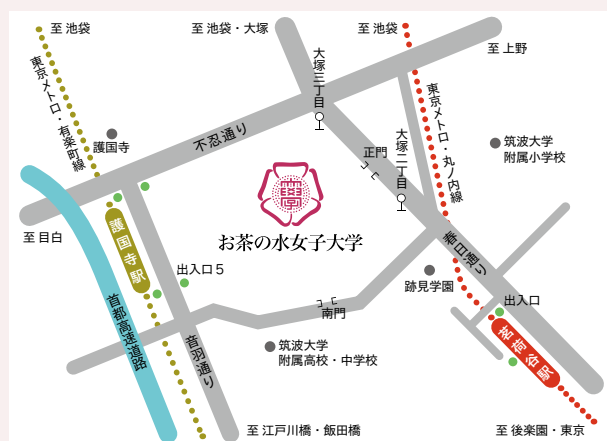 至 池袋
至 池袋・大塚
至 池袋
至 上野
東京メトロ・有楽町線
大塚三丁目
東京メトロ・丸ノ内線
護国寺
不忍通り
正門
大塚二丁目
筑波大学
附属小学校
學
お茶の水女子大学
至 目白
護国寺駅
出入口5
春日通り
跡見学園
出入口
首都高速道路
南門
茗荷谷駅
音羽通り
筑波大学
附属高校・中学校
至 江戸川橋・飯田橋
至 後楽園・東京